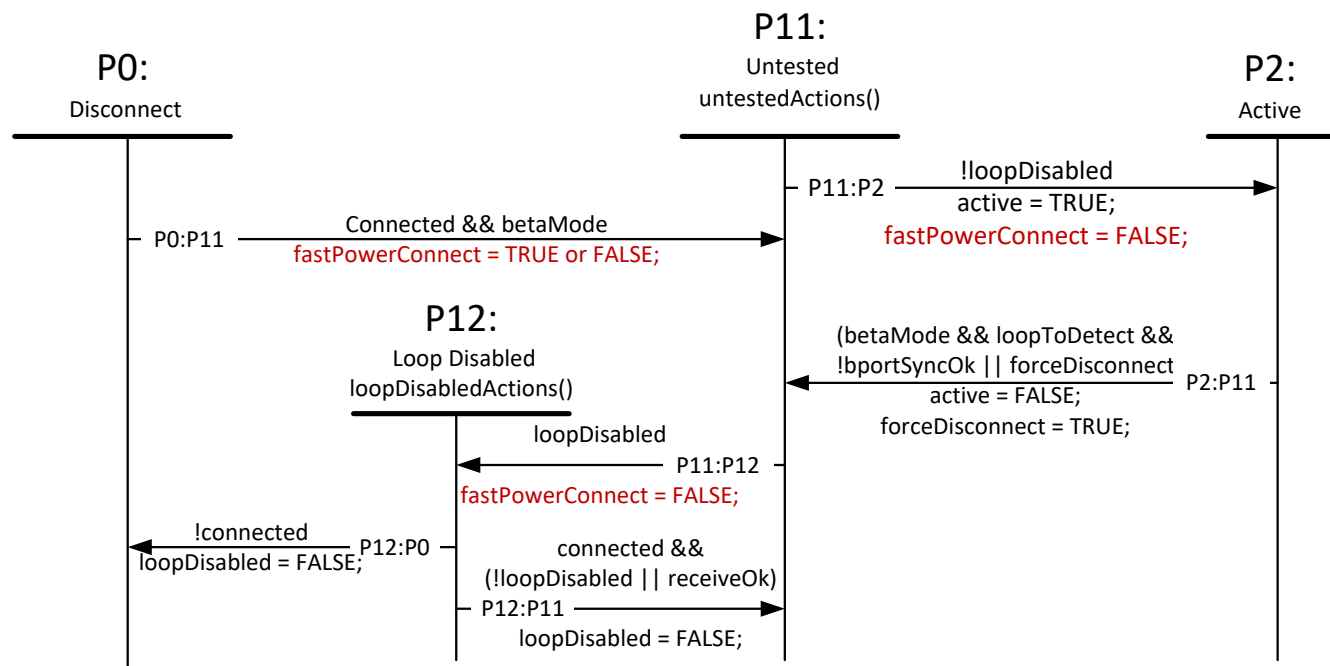 P0:
Disconnect
P11:
Untested
untestedActions()
P2:
Active
!loopDisabled
P11:P2
active = TRUE;
fastPowerConnect = FALSE;
Connected && betaMode
P0:P11
fastPowerConnect = TRUE or FALSE;
P12:
Loop Disabled
loopDisabledActions()
(betaMode && loopToDetect &&
!bportSyncOk || forceDisconnect
P2:P11
active = FALSE;
forceDisconnect = TRUE;
loopDisabled
P11:P12
fastPowerConnect = FALSE;
!connected
P12:P0
loopDisabled = FALSE;
connected &&
(!loopDisabled || receiveOk)
P12:P11
loopDisabled = FALSE;